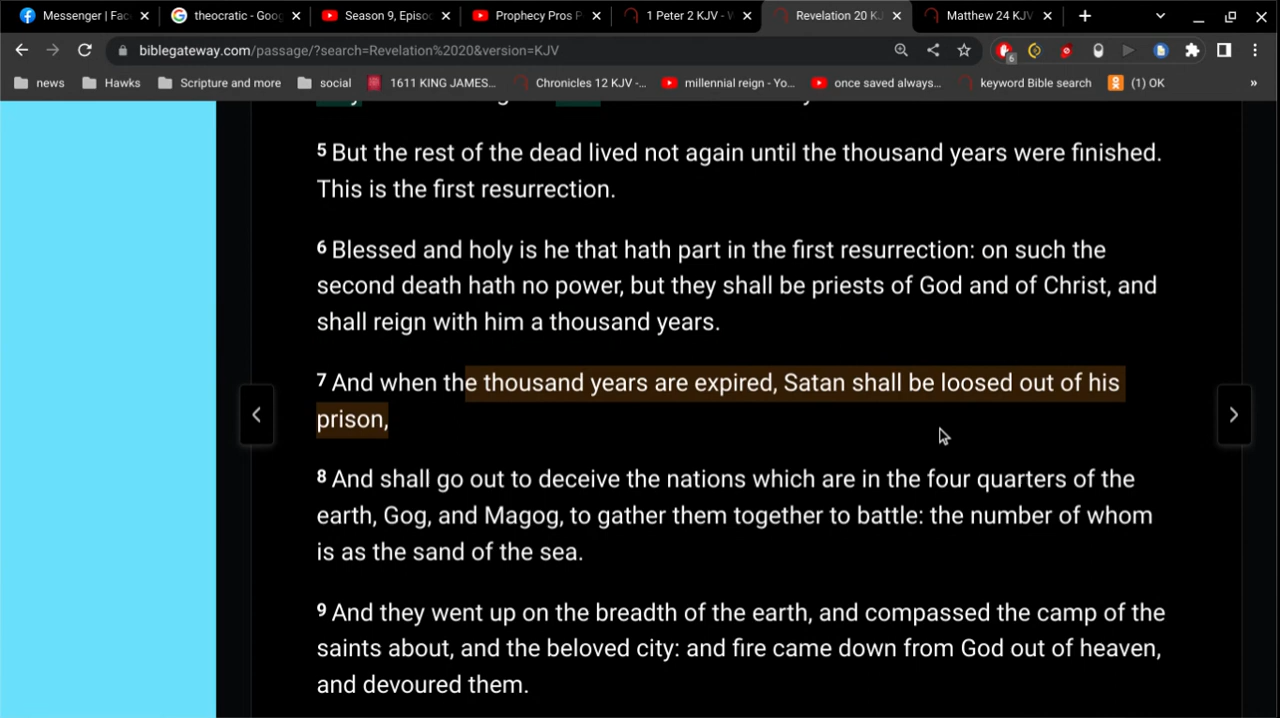 Messenger | Fac
theocratic - Goog
Season 9, Episod
Prophecy Pros P
1 Peter 2 KJV - W
Revelation 20 KJ
Matthew 24 KJV
biblegateway.com/passage/?search=Revelation%2020&version=KJV
6
news
Hawks
Scripture and more
social
1611 KING JAMES...
Chronicles 12 KJV -...
millennial reign - Yo...
once saved always...
keyword Bible search
(1) OK
»
5 But the rest of the dead lived not again until the thousand years were finished.
This is the first resurrection.
6 Blessed and holy is he that hath part in the first resurrection: on such the
second death hath no power, but they shall be priests of God and of Christ, and
shall reign with him a thousand years.
7 And when the thousand years are expired, Satan shall be loosed out of his
prison,
8 And shall go out to deceive the nations which are in the four quarters of the
earth, Gog, and Magog, to gather them together to battle: the number of whom
is as the sand of the sea.
9 And they went up on the breadth of the earth, and compassed the camp of the
saints about, and the beloved city: and fire came down from God out of heaven,
and devoured them.